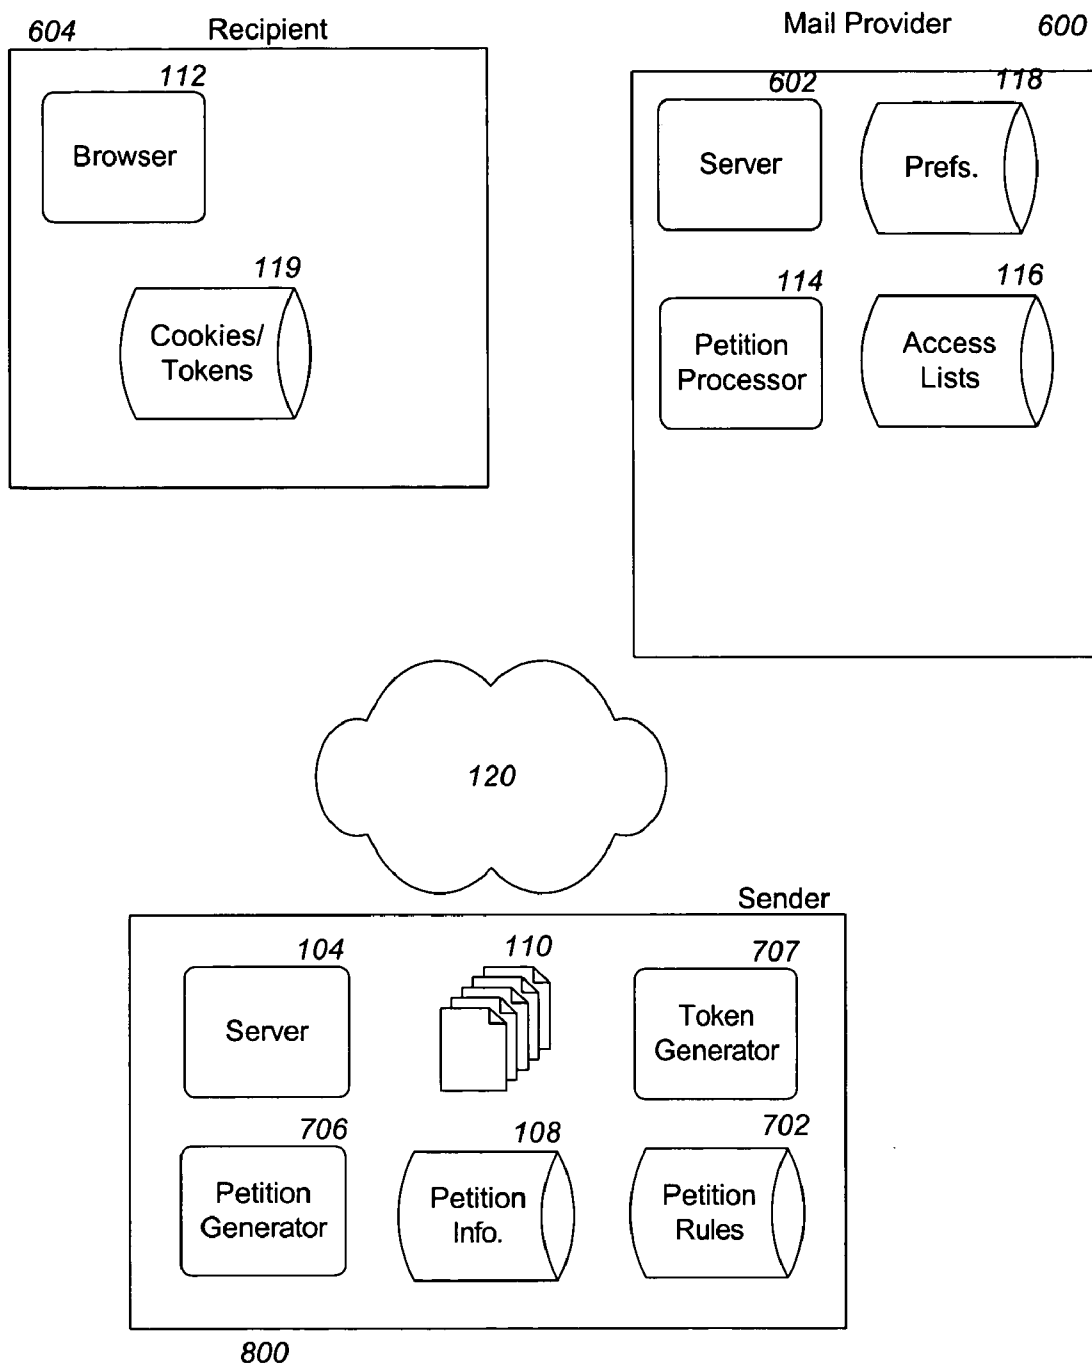 604 Recipient
112
Browser
119
Cookies/
Tokens
Mail Provider 600
602
Server
118
Prefs.
114
Petition
Processor
116
Access
Lists
120
Sender
104
Server
110
707
Token
Generator
706
Petition
Generator
108
Petition
Info.
702
Petition
Rules
800